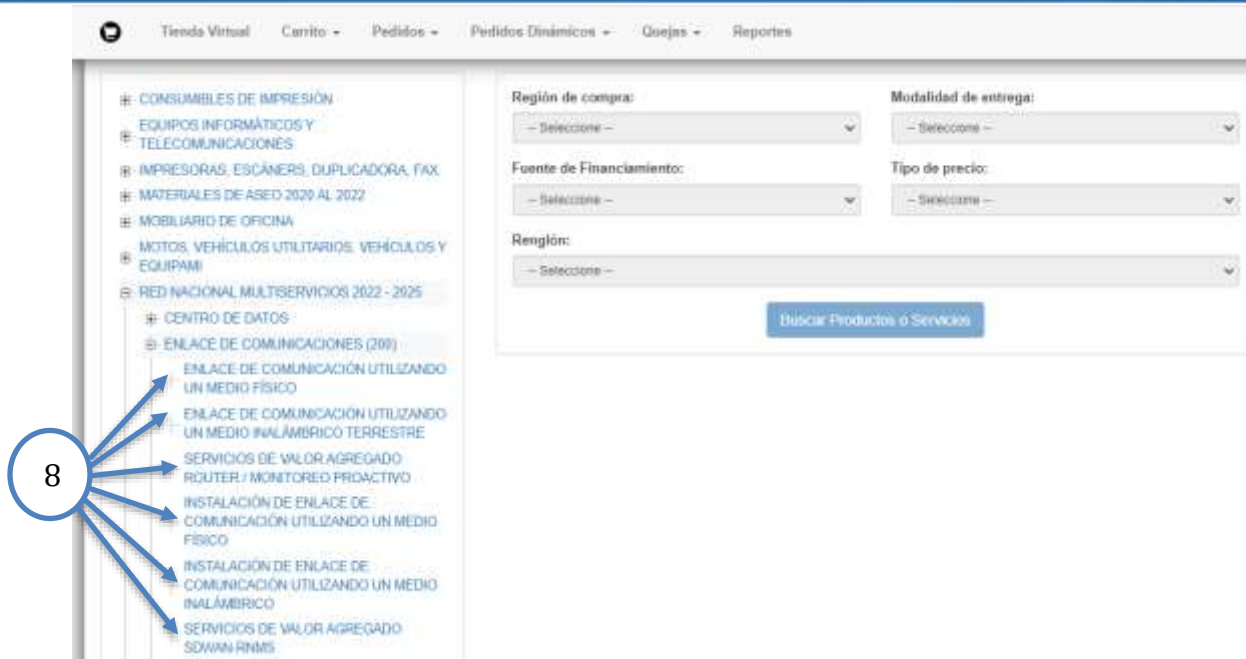 Tienda Virtual Carrito Pedidos Pedidos Dinámicos Quejas Reportes
CONSUMIBLES DE IMPRESIÓN
EQUIPOS INFORMÁTICOS Y
TELECOMUNICACIONES
IMPRESORAS, ESCÁNERS, DUPLICADORA, FAX
MATERIALES DE ASEO 2020 AL 2022
MOBILIARIO DE OFICINA
MOTOS, VEHÍCULOS UTILITARIOS, VEHÍCULOS Y
EQUIPAMI
RED NACIONAL MULTISERVICIOS 2022 - 2025
CENTRO DE DATOS
ENLACE DE COMUNICACIONES (200)
ENLACE DE COMUNICACIÓN UTILIZANDO
UN MEDIO FÍSICO
ENLACE DE COMUNICACIÓN UTILIZANDO
UN MEDIO INALÁMBRICO TERRESTRE
SERVICIOS DE VALOR AGREGADO
ROUTER / MONITOREO PROACTIVO
INSTALACIÓN DE ENLACE DE
COMUNICACIÓN UTILIZANDO UN MEDIO
FÍSICO
INSTALACIÓN DE ENLACE DE
COMUNICACIÓN UTILIZANDO UN MEDIO
INALÁMBRICO
SERVICIOS DE VALOR AGREGADO
SDWAN-RNMS
8
Región de compra:
-- Seleccione --
Modalidad de entrega:
-- Seleccione --
Fuente de Financiamiento:
-- Seleccione --
Tipo de precio:
-- Seleccione --
Renglón:
-- Seleccione --
Buscar Productos o Servicios